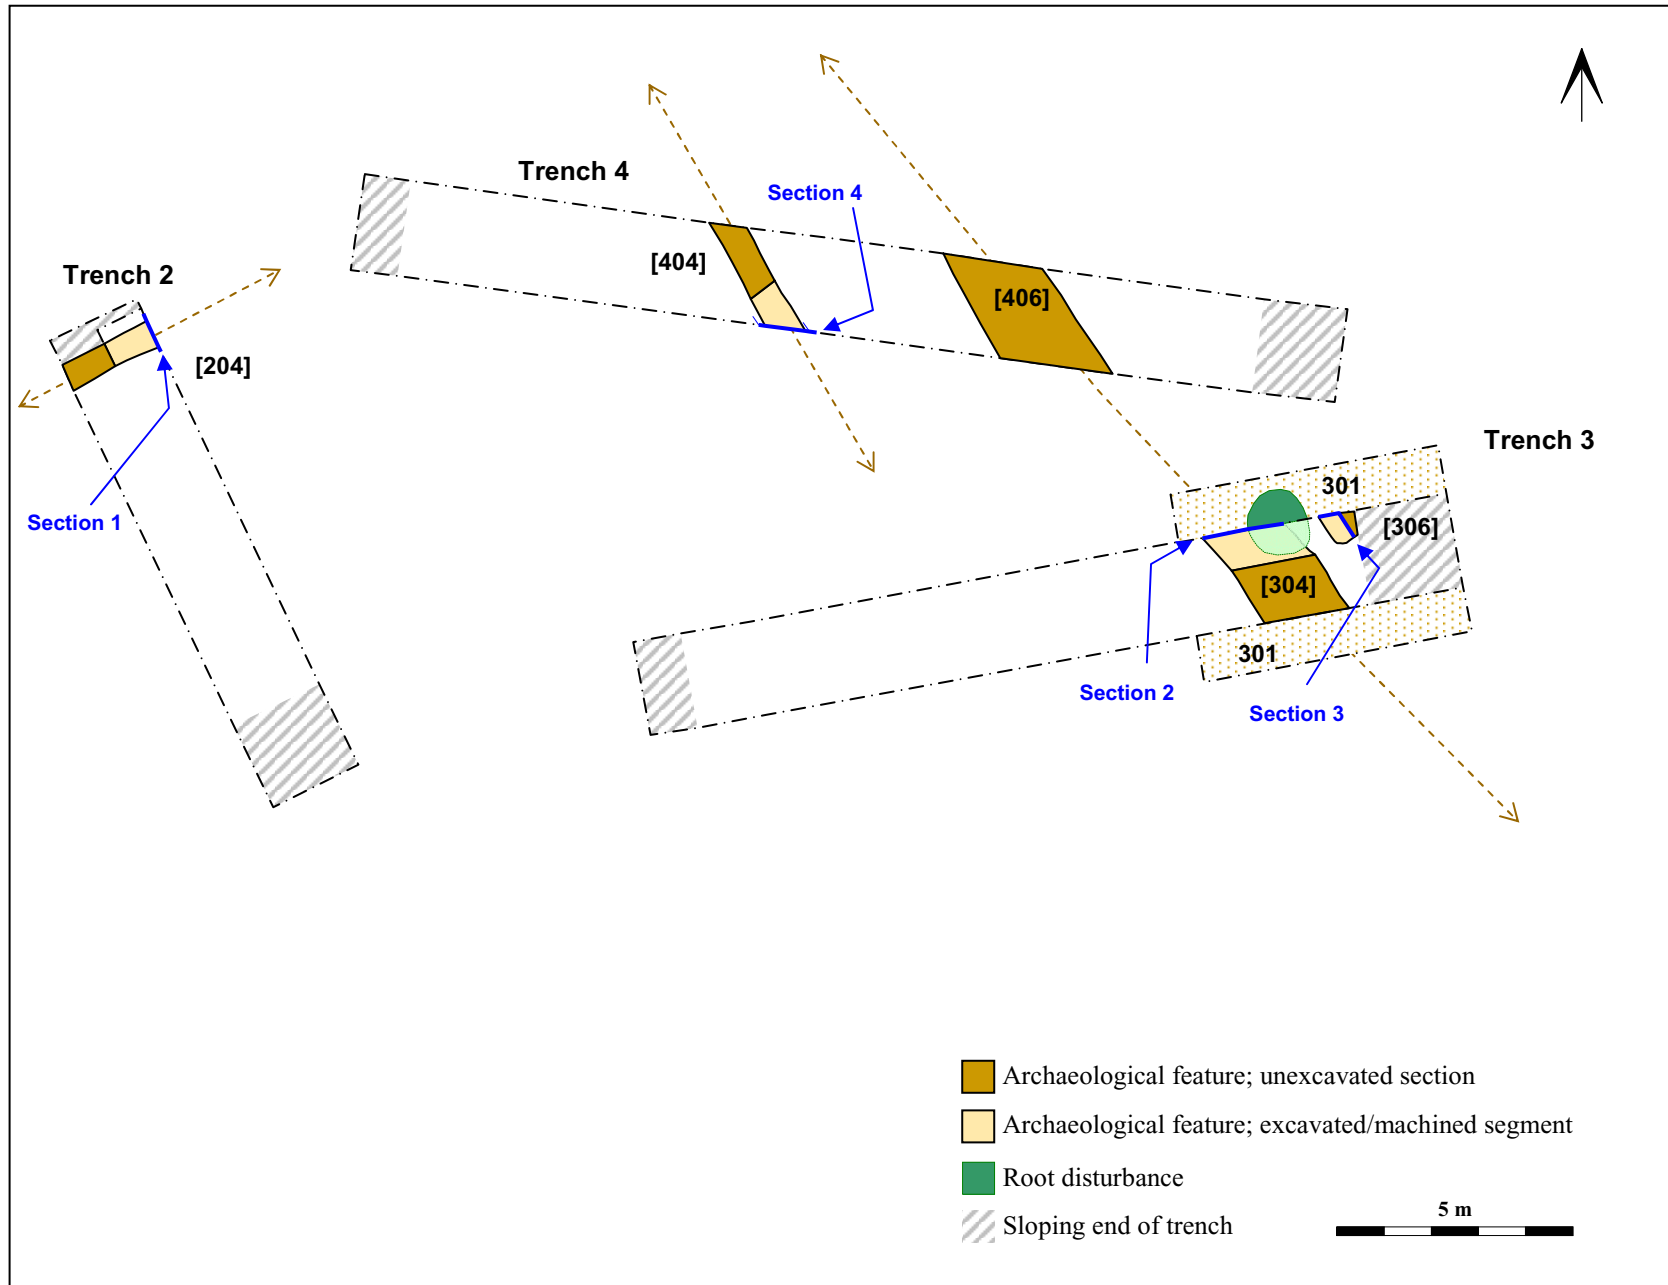 Trench 4
Section 4
[404]
[406]
Trench 2
[204]
Section 1
Trench 3
301
[306]
[304]
301
Section 2
Section 3
Archaeological feature; unexcavated section
Archaeological feature; excavated/machined segment
Root disturbance
Sloping end of trench
5 m